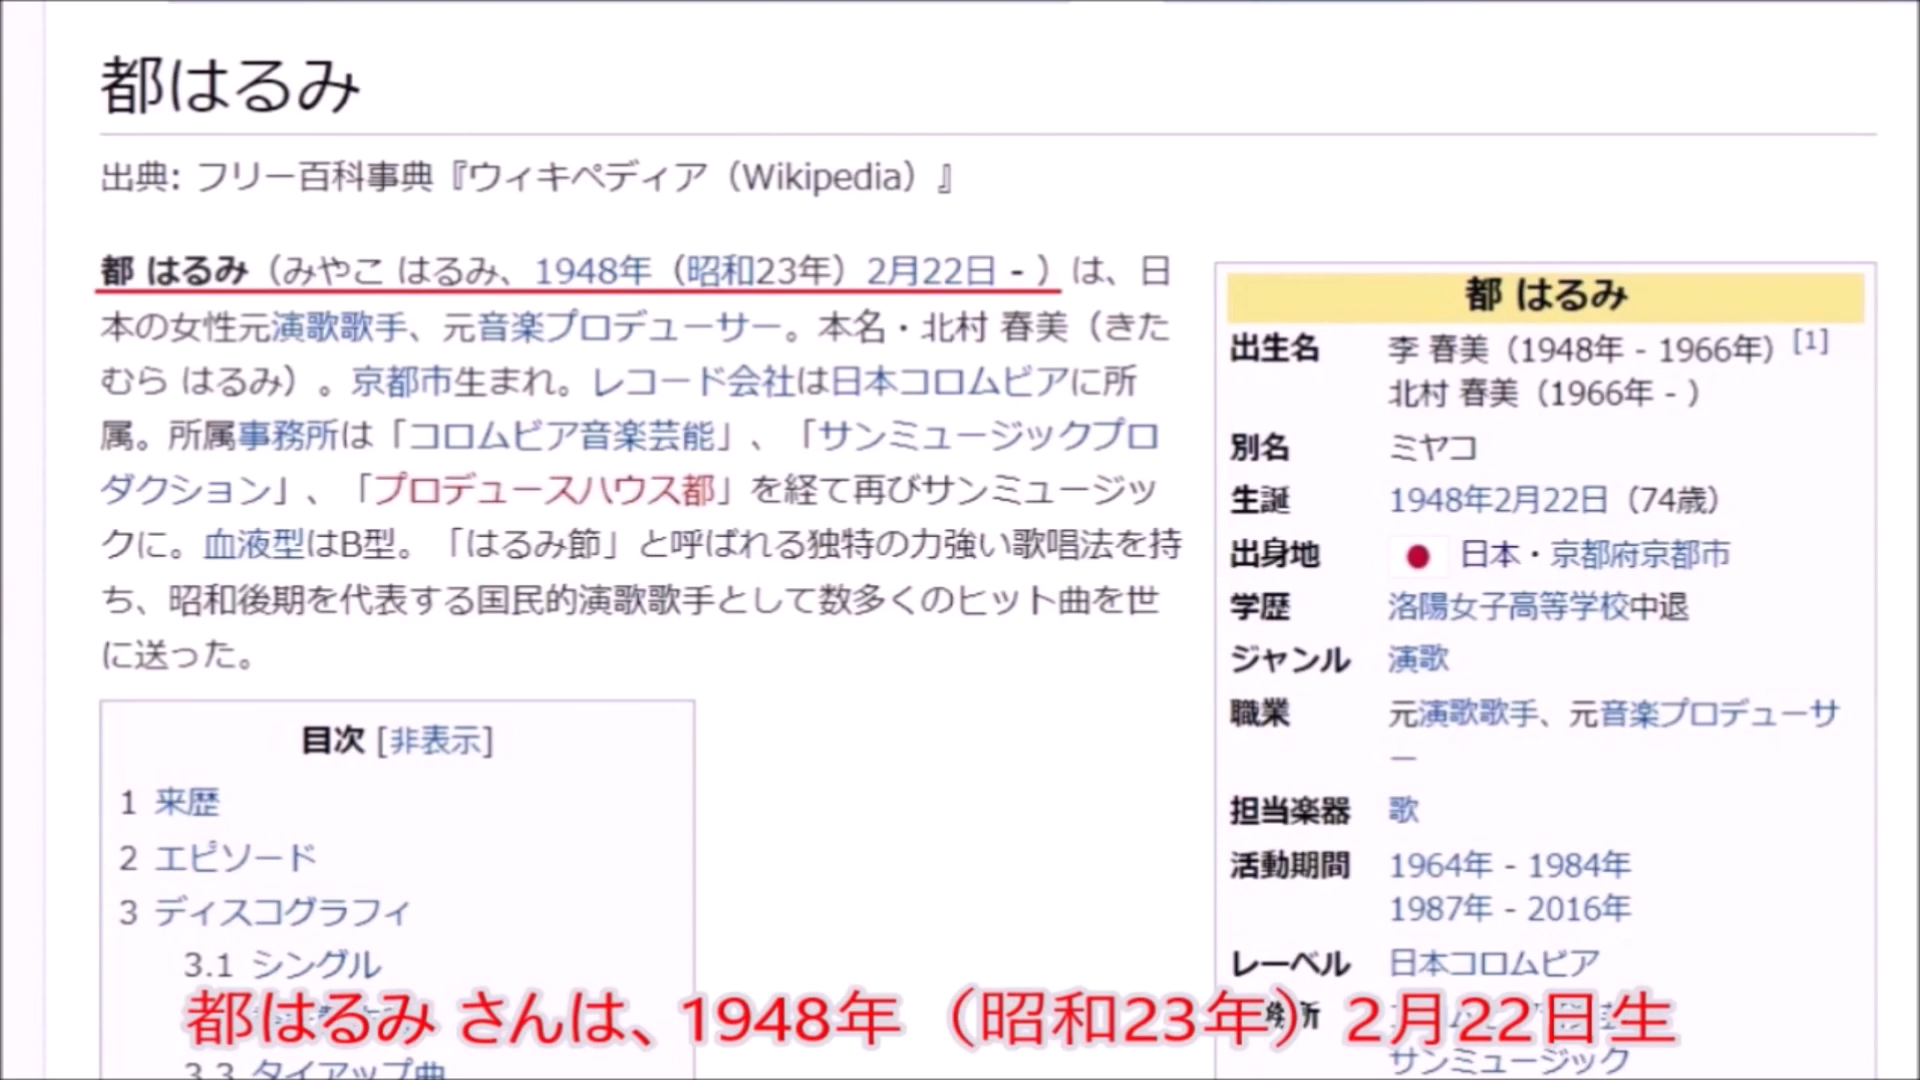 都はるみ
出典: フリー百科事典『ウィキペディア（Wikipedia）』
都 はるみ（みやこ はるみ、1948年（昭和23年）2月22日 - ）は、日
本の女性元演歌歌手、元音楽プロデューサー。本名・北村 春美（きた
むら はるみ）。京都市生まれ。レコード会社は日本コロムビアに所
属。所属事務所は「コロムビア音楽芸能」、「サンミュージックプロ
ダクション」、「プロデュースハウス都」を経て再びサンミュージッ
クに。血液型はB型。「はるみ節」と呼ばれる独特の力強い歌唱法を持
ち、昭和後期を代表する国民的演歌歌手として数多くのヒット曲を世
に送った。
目次 [非表示]
1 来歴
2 エピソード
3 ディスコグラフィ
3.1 シングル
3.3 タイアップ曲
都 はるみ
出生名 李 春美（1948年 - 1966年）[1]
北村 春美（1966年 - ）
別名 ミヤコ
生誕 1948年2月22日（74歳）
出身地 日本・京都府京都市
学歴 洛陽女子高等学校中退
ジャンル 演歌
職業 元演歌歌手、元音楽プロデューサ
ー
担当楽器 歌
活動期間 1964年 - 1984年
1987年 - 2016年
レーベル 日本コロムビア
サンミュージック
都はるみ さんは、1948年（昭和23年）2月22日生